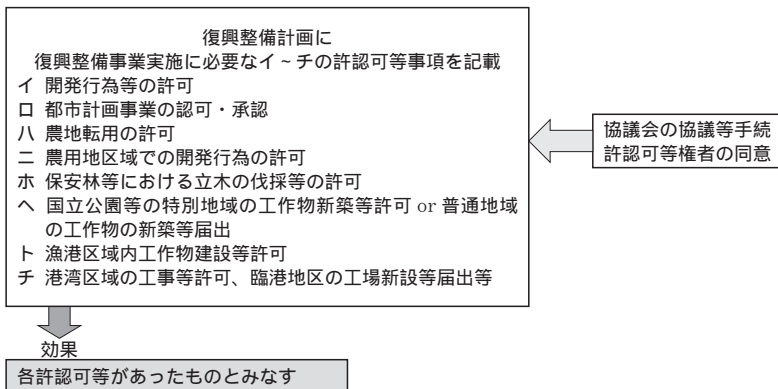 復興整備計画に
復興整備事業実施に必要なイ~チの許認可等事項を記載
イ 開発行為等の許可
ロ 都市計画事業の認可・承認
ハ 農地転用の許可
ニ 農用地区域での開発行為の許可
ホ 保安林等における立木の伐採等の許可
ヘ 国立公園等の特別地域の工作物新築等許可 or 普通地域
の工作物の新築等届出
ト 漁港区域内工作物建設等許可
チ 港湾区域の工事等許可、臨港地区の工場新設等届出等
協議会の協議等手続
許認可等権者の同意
効果
各許認可等があったものとみなす